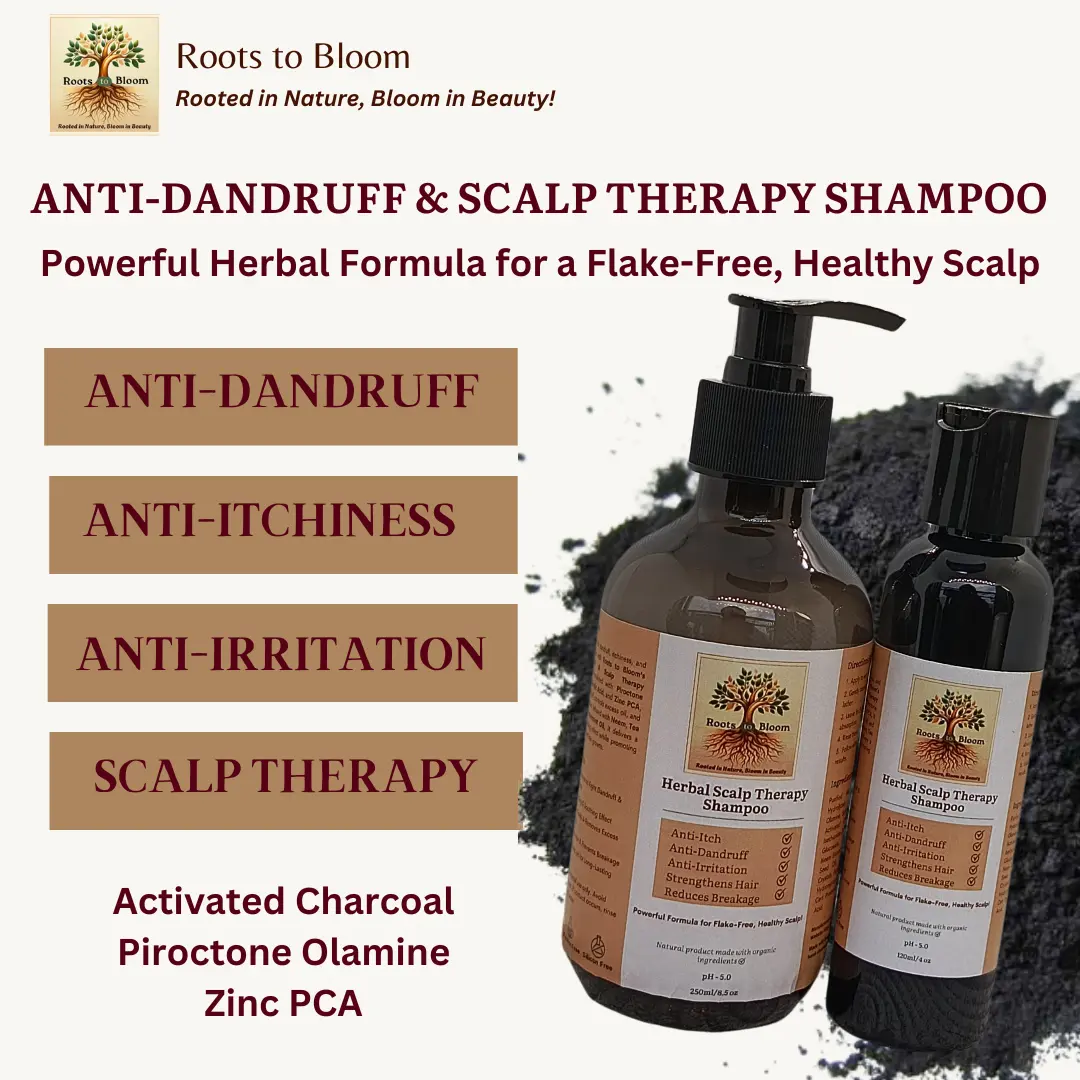 Roots to Bloom
Rooted in Nature, Bloom in Beauty!
Roots to Bloom
Rooted in Nature, Bloom in Beauty!
ANTI-DANDRUFF & SCALP THERAPY SHAMPOO
Powerful Herbal Formula for a Flake-Free, Healthy Scalp
ANTI-DANDRUFF
ANTI-ITCHINESS
ANTI-IRRITATION
SCALP THERAPY
Activated Charcoal
Piroctone Olamine
Zinc PCA
Roots to Bloom
Rooted in Nature, Bloom in Beauty
Herbal Scalp Therapy
Shampoo
Anti-Itch
Anti-Dandruff
Anti-Irritation
Strengthens Hair
Reduces Breakage
Powerful Formula for Flake-Free, Healthy Scalp!
Natural product made with organic
ingredients
pH - 5.0
250ml/8.5 oz
Roots to Bloom
Rooted in Nature, Bloom in Beauty
Herbal Scalp Therapy
Shampoo
Anti-Itch
Anti-Dandruff
Anti-Irritation
Strengthens Hair
Reduces Breakage
Powerful Formula for Flake-Free, Healthy Scalp!
Natural product made with organic
ingredients
pH - 5.0
120ml/4 oz